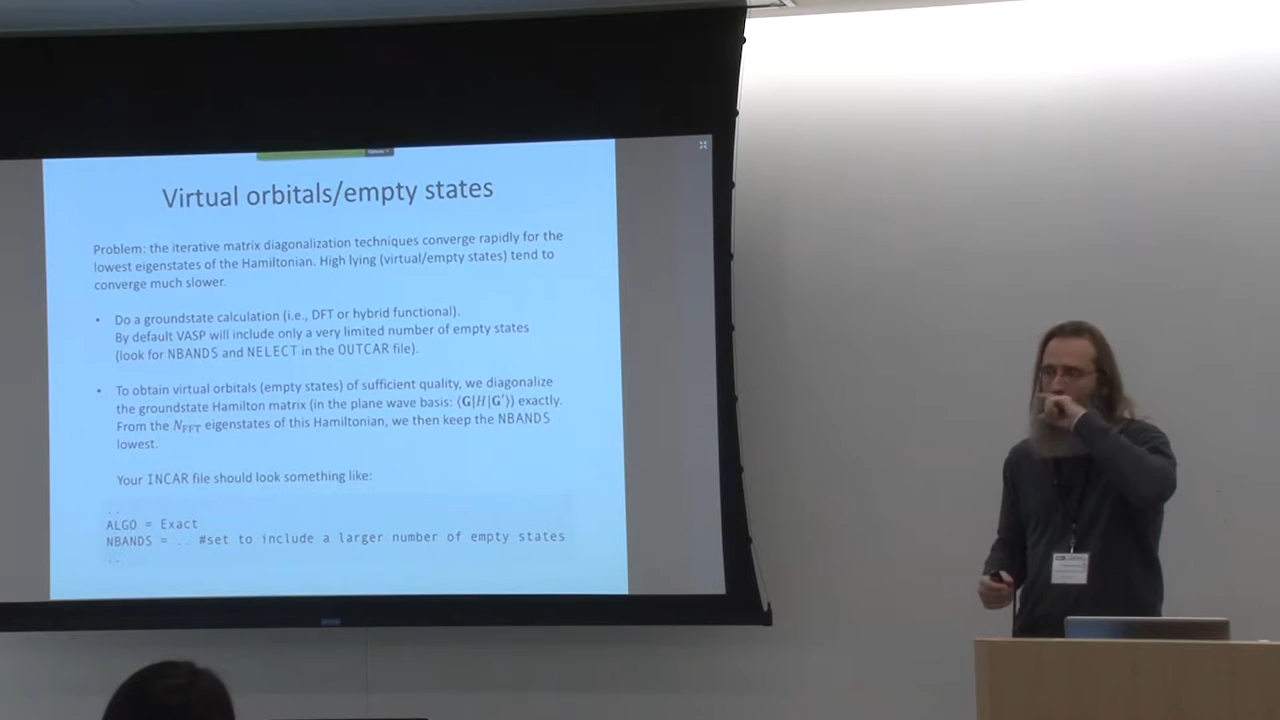 Options
Virtual orbitals/empty states
Problem: the iterative matrix diagonalization techniques converge rapidly for the
lowest eigenstates of the Hamiltonian. High lying (virtual/empty states) tend to
converge much slower.
• Do a groundstate calculation (i.e., DFT or hybrid functional).
By default VASP will include only a very limited number of empty states
(look for NBANDS and NELECT in the OUTCAR file).
• To obtain virtual orbitals (empty states) of sufficient quality, we diagonalize
the groundstate Hamilton matrix (in the plane wave basis: ⟨G|H|G′⟩) exactly.
From the N_FFT eigenstates of this Hamiltonian, we then keep the NBANDS
lowest.
Your INCAR file should look something like:
..
ALGO = Exact
NBANDS = .. #set to include a larger number of empty states
..